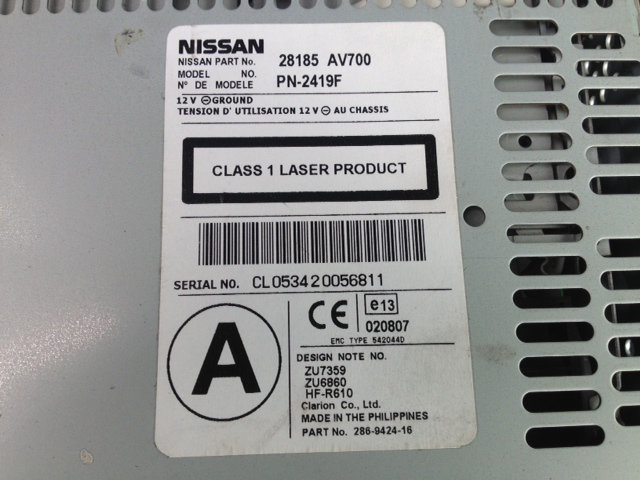 NISSAN
NISSAN PART No. 28185 AV700
MODEL NO.
N° DE MODELE PN-2419F
12 V ⊖ GROUND
TENSION D' UTILISATION 12 V ⊖ AU CHASSIS
CLASS 1 LASER PRODUCT
SERIAL NO. CL053420056811
A
CE e13
020807
EMC TYPE 542044D
DESIGN NOTE NO.
ZU7359
ZU6860
HF-R610
Clarion Co., Ltd.
MADE IN THE PHILIPPINES
PART No. 286-9424-16